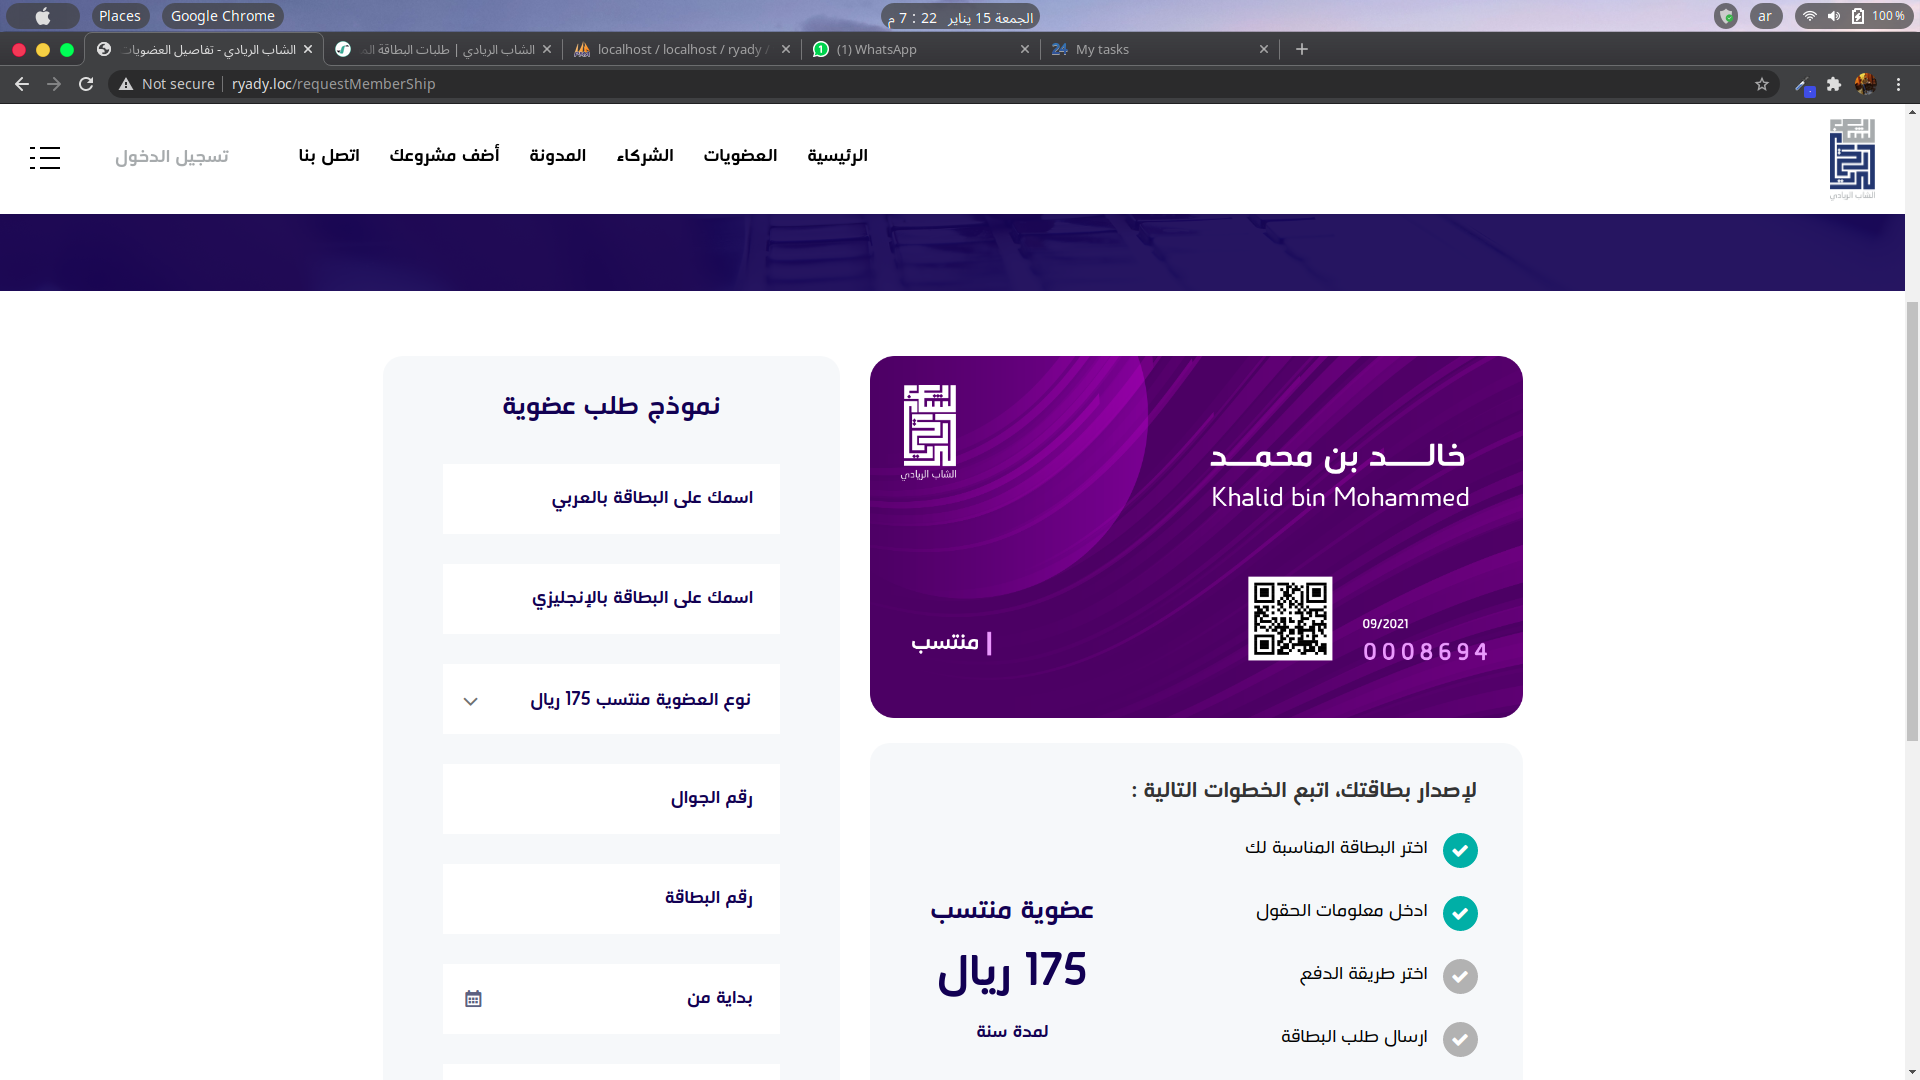 Places
Google Chrome
الجمعة 15 يناير 22 : 7 م
ar
100 %
الشاب الريادي - تفاصيل العضويات
الشاب الريادي | طلبات البطاقة
localhost / localhost / ryady /
(1) WhatsApp
My tasks
Not secure
ryady.loc/requestMemberShip
الرئيسية
العضويات
الشركاء
المدونة
أضف مشروعك
اتصل بنا
تسجيل الدخول
الشاب الريادي
الشاب الريادي
خالـــد بن محمـــد
Khalid bin Mohammed
09/2021
0008694
منتسب
نموذج طلب عضوية
اسمك على البطاقة بالعربي
اسمك على البطاقة بالإنجليزي
نوع العضوية منتسب 175 ريال
رقم الجوال
رقم البطاقة
بداية من
لإصدار بطاقتك، اتبع الخطوات التالية :
اختر البطاقة المناسبة لك
ادخل معلومات الحقول
اختر طريقة الدفع
ارسال طلب البطاقة
عضوية منتسب
175 ريال
لمدة سنة